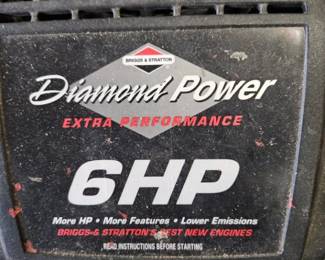 BRIGGS & STRATTON
Diamond Power
EXTRA PERFORMANCE
6HP
More HP • More Features • Lower Emissions
BRIGGS & STRATTON'S BEST NEW ENGINES
READ INSTRUCTIONS BEFORE STARTING